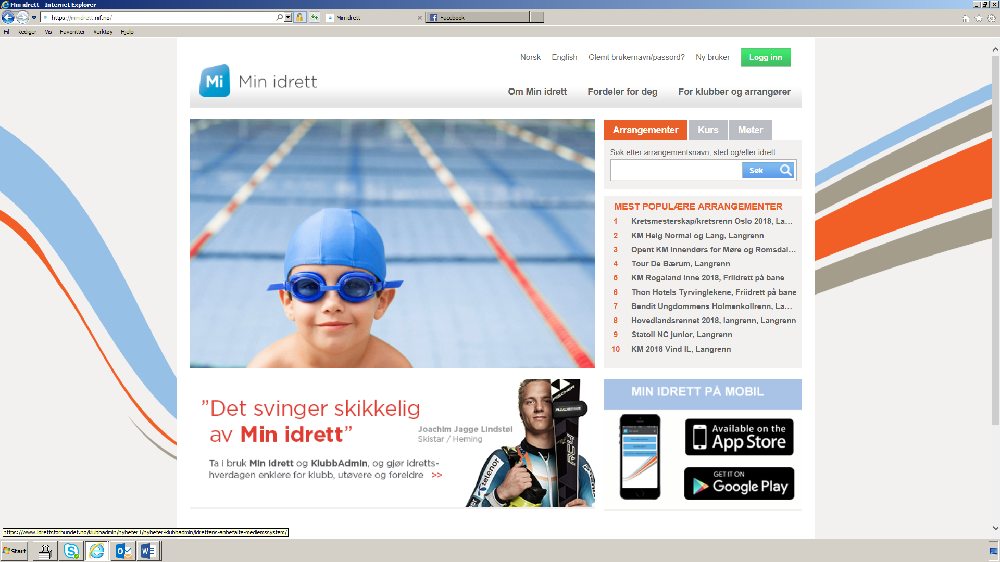 Min idrett - Internet Explorer
https://minidrett.nif.no/
Min idrett
Facebook
Fil Rediger Vis Favoritter Verktøy Hjelp
Norsk English Glemt brukernavn/passord? Ny bruker Logg inn
Mi Min idrett
Om Min idrett Fordeler for deg For klubber og arrangører
Arrangementer Kurs Møter
Søk etter arrangementsnavn, sted og/eller idrett
Søk
MEST POPULÆRE ARRANGEMENTER
1 Kretsmesterskap/kretsrenn Oslo 2018, La...
2 KM Helg Normal og Lang, Langrenn
3 Opent KM innendørs for Møre og Romsdal...
4 Tour De Bærum, Langrenn
5 KM Rogaland inne 2018, Friidrett på bane
6 Thon Hotels Tyrvinglekene, Friidrett på bane
7 Bendit Ungdommens Holmenkollrenn, La...
8 Hovedlandsrennet 2018, langrenn, Langrenn
9 Statoil NC junior, Langrenn
10 KM 2018 Vind IL, Langrenn
"Det svinger skikkelig
av Min idrett"
Joachim Jagge Lindstøl
Skistar / Heming
Ta i bruk Min Idrett og KlubbAdmin, og gjør idretts-
hverdagen enklere for klubb, utøvere og foreldre >>
FISCHER
RC4
telenor
MIN IDRETT PÅ MOBIL
Available on the
App Store
GET IT ON
Google Play
https://www.idrettsforbundet.no/klubbadmin/nyheter1/nyheter-klubbadmin/idrettens-anbefalte-medlemssystem/
Start